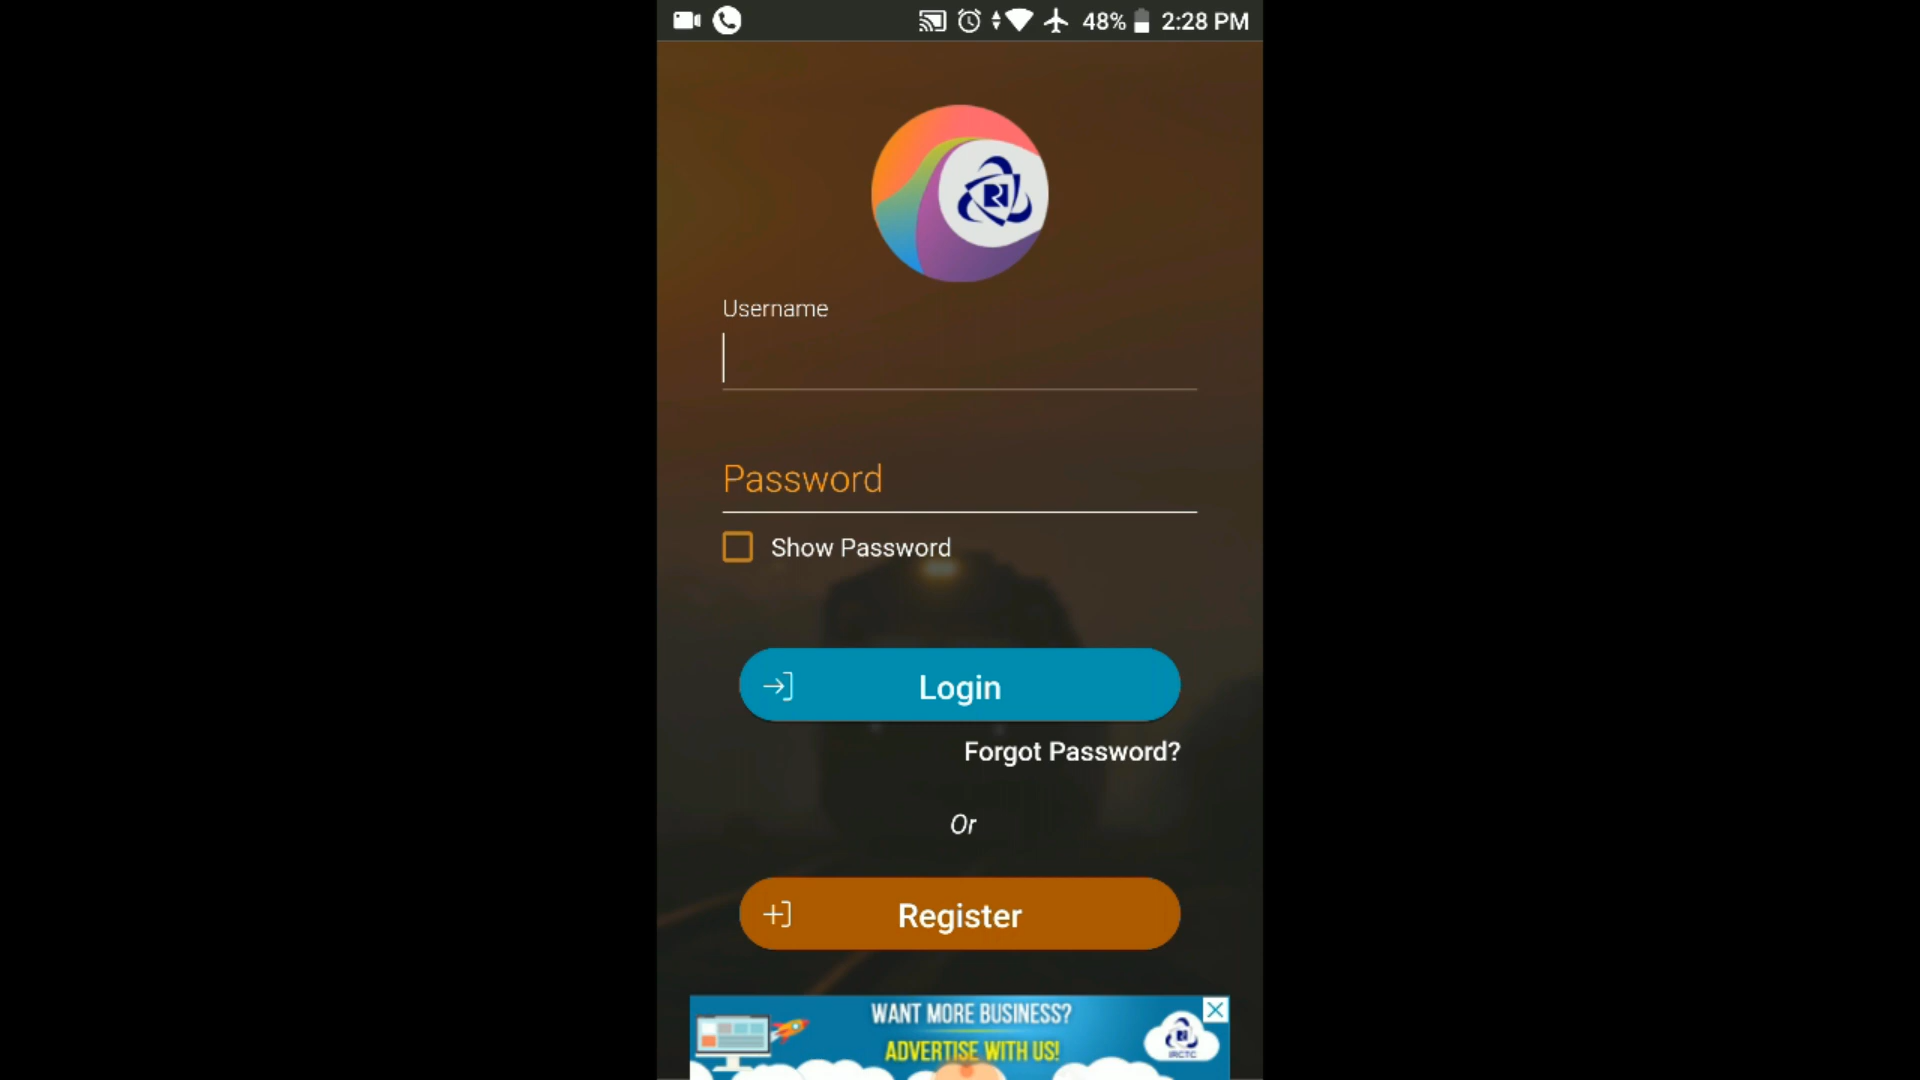 48% 2:28 PM
Username
Password
Show Password
Login
Forgot Password?
Or
Register
WANT MORE BUSINESS?
ADVERTISE WITH US!
IRCTC